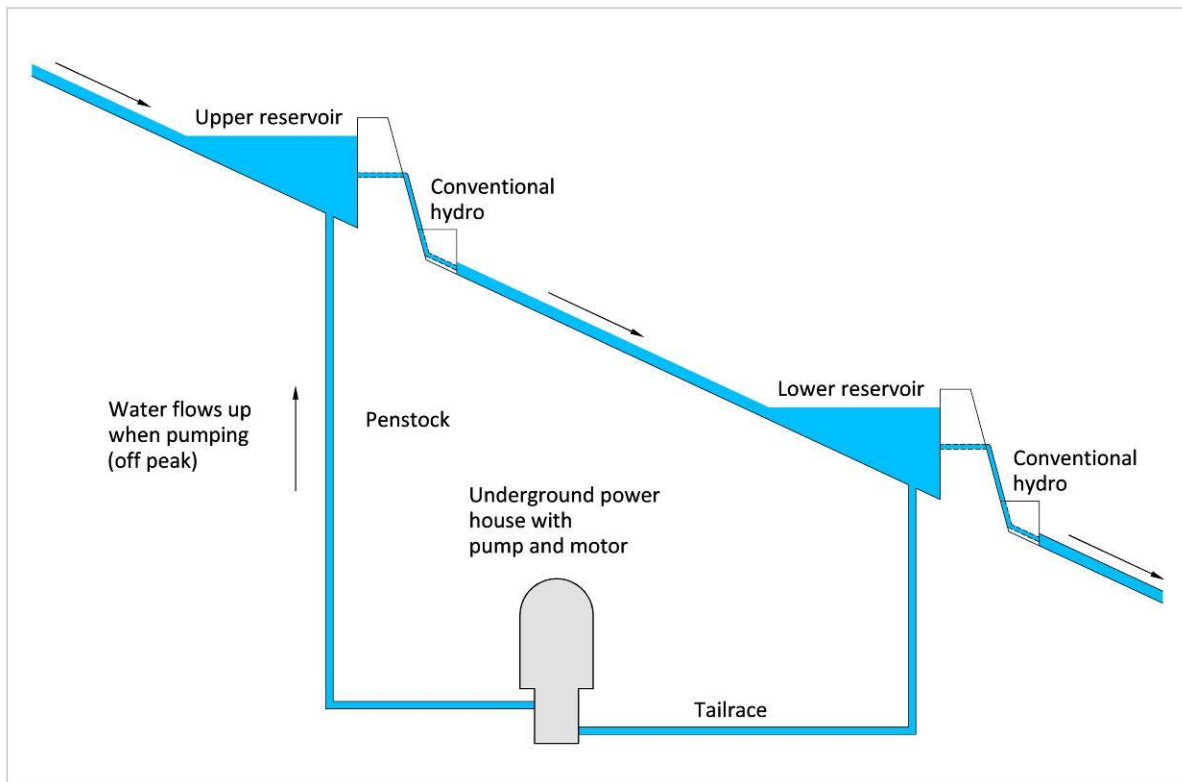 Upper reservoir
Conventional
hydro
Lower reservoir
Water flows up
when pumping
(off peak)
Penstock
Conventional
hydro
Underground power
house with
pump and motor
Tailrace